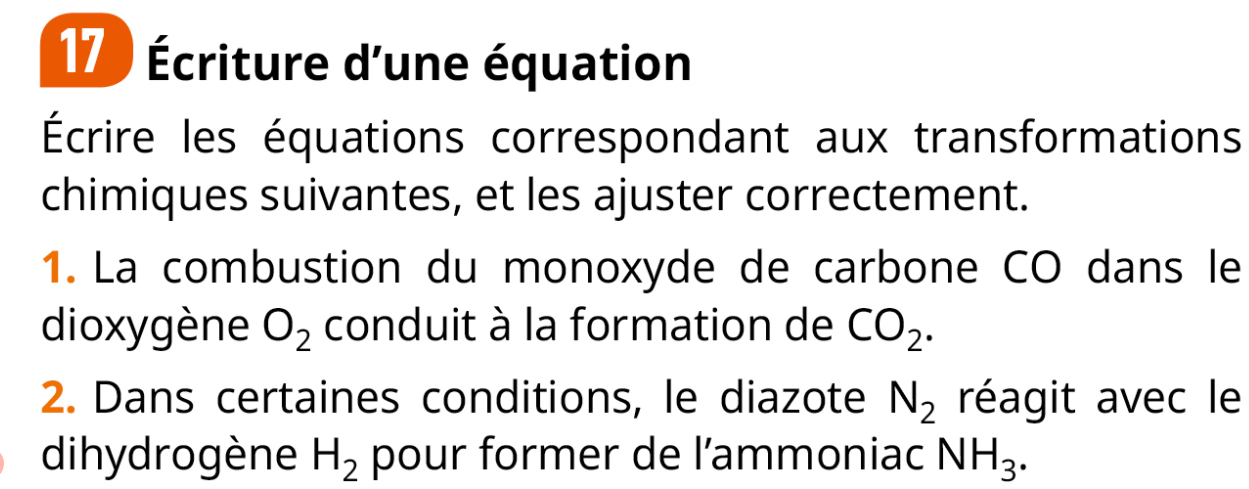 17 Écriture d’une équation
Écrire les équations correspondant aux transformations
chimiques suivantes, et les ajuster correctement.
1. La combustion du monoxyde de carbone CO dans le
dioxygène O₂ conduit à la formation de CO₂.
2. Dans certaines conditions, le diazote N₂ réagit avec le
dihydrogène H₂ pour former de l’ammoniac NH₃.